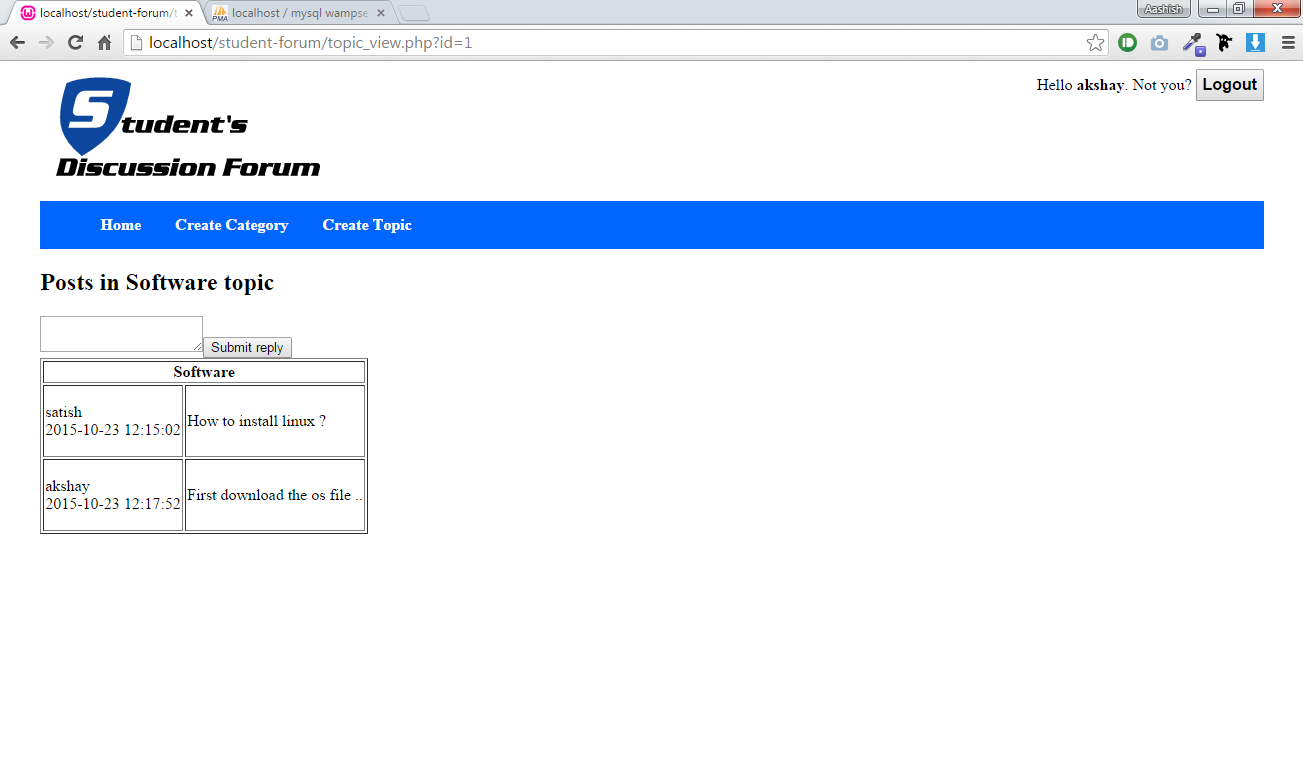 localhost/student-forum/t
localhost / mysql wampse
Aashish
localhost/student-forum/topic_view.php?id=1
Student's
Discussion Forum
Hello akshay. Not you? Logout
Home Create Category Create Topic
Posts in Software topic
Submit reply
Software
satish
2015-10-23 12:15:02
How to install linux ?
akshay
2015-10-23 12:17:52
First download the os file ..